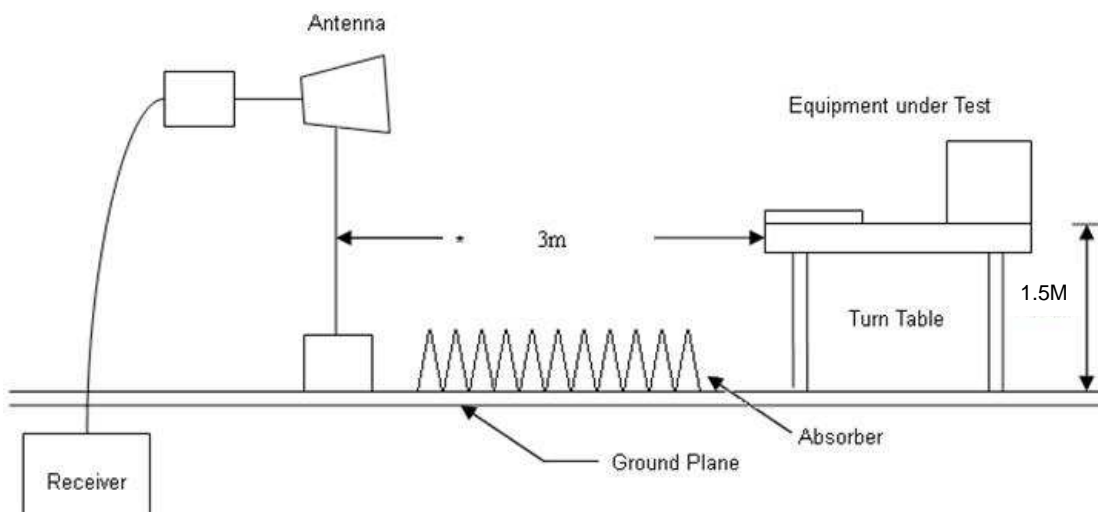 Antenna
Equipment under Test
* 3m
1.5M
Turn Table
Absorber
Ground Plane
Receiver